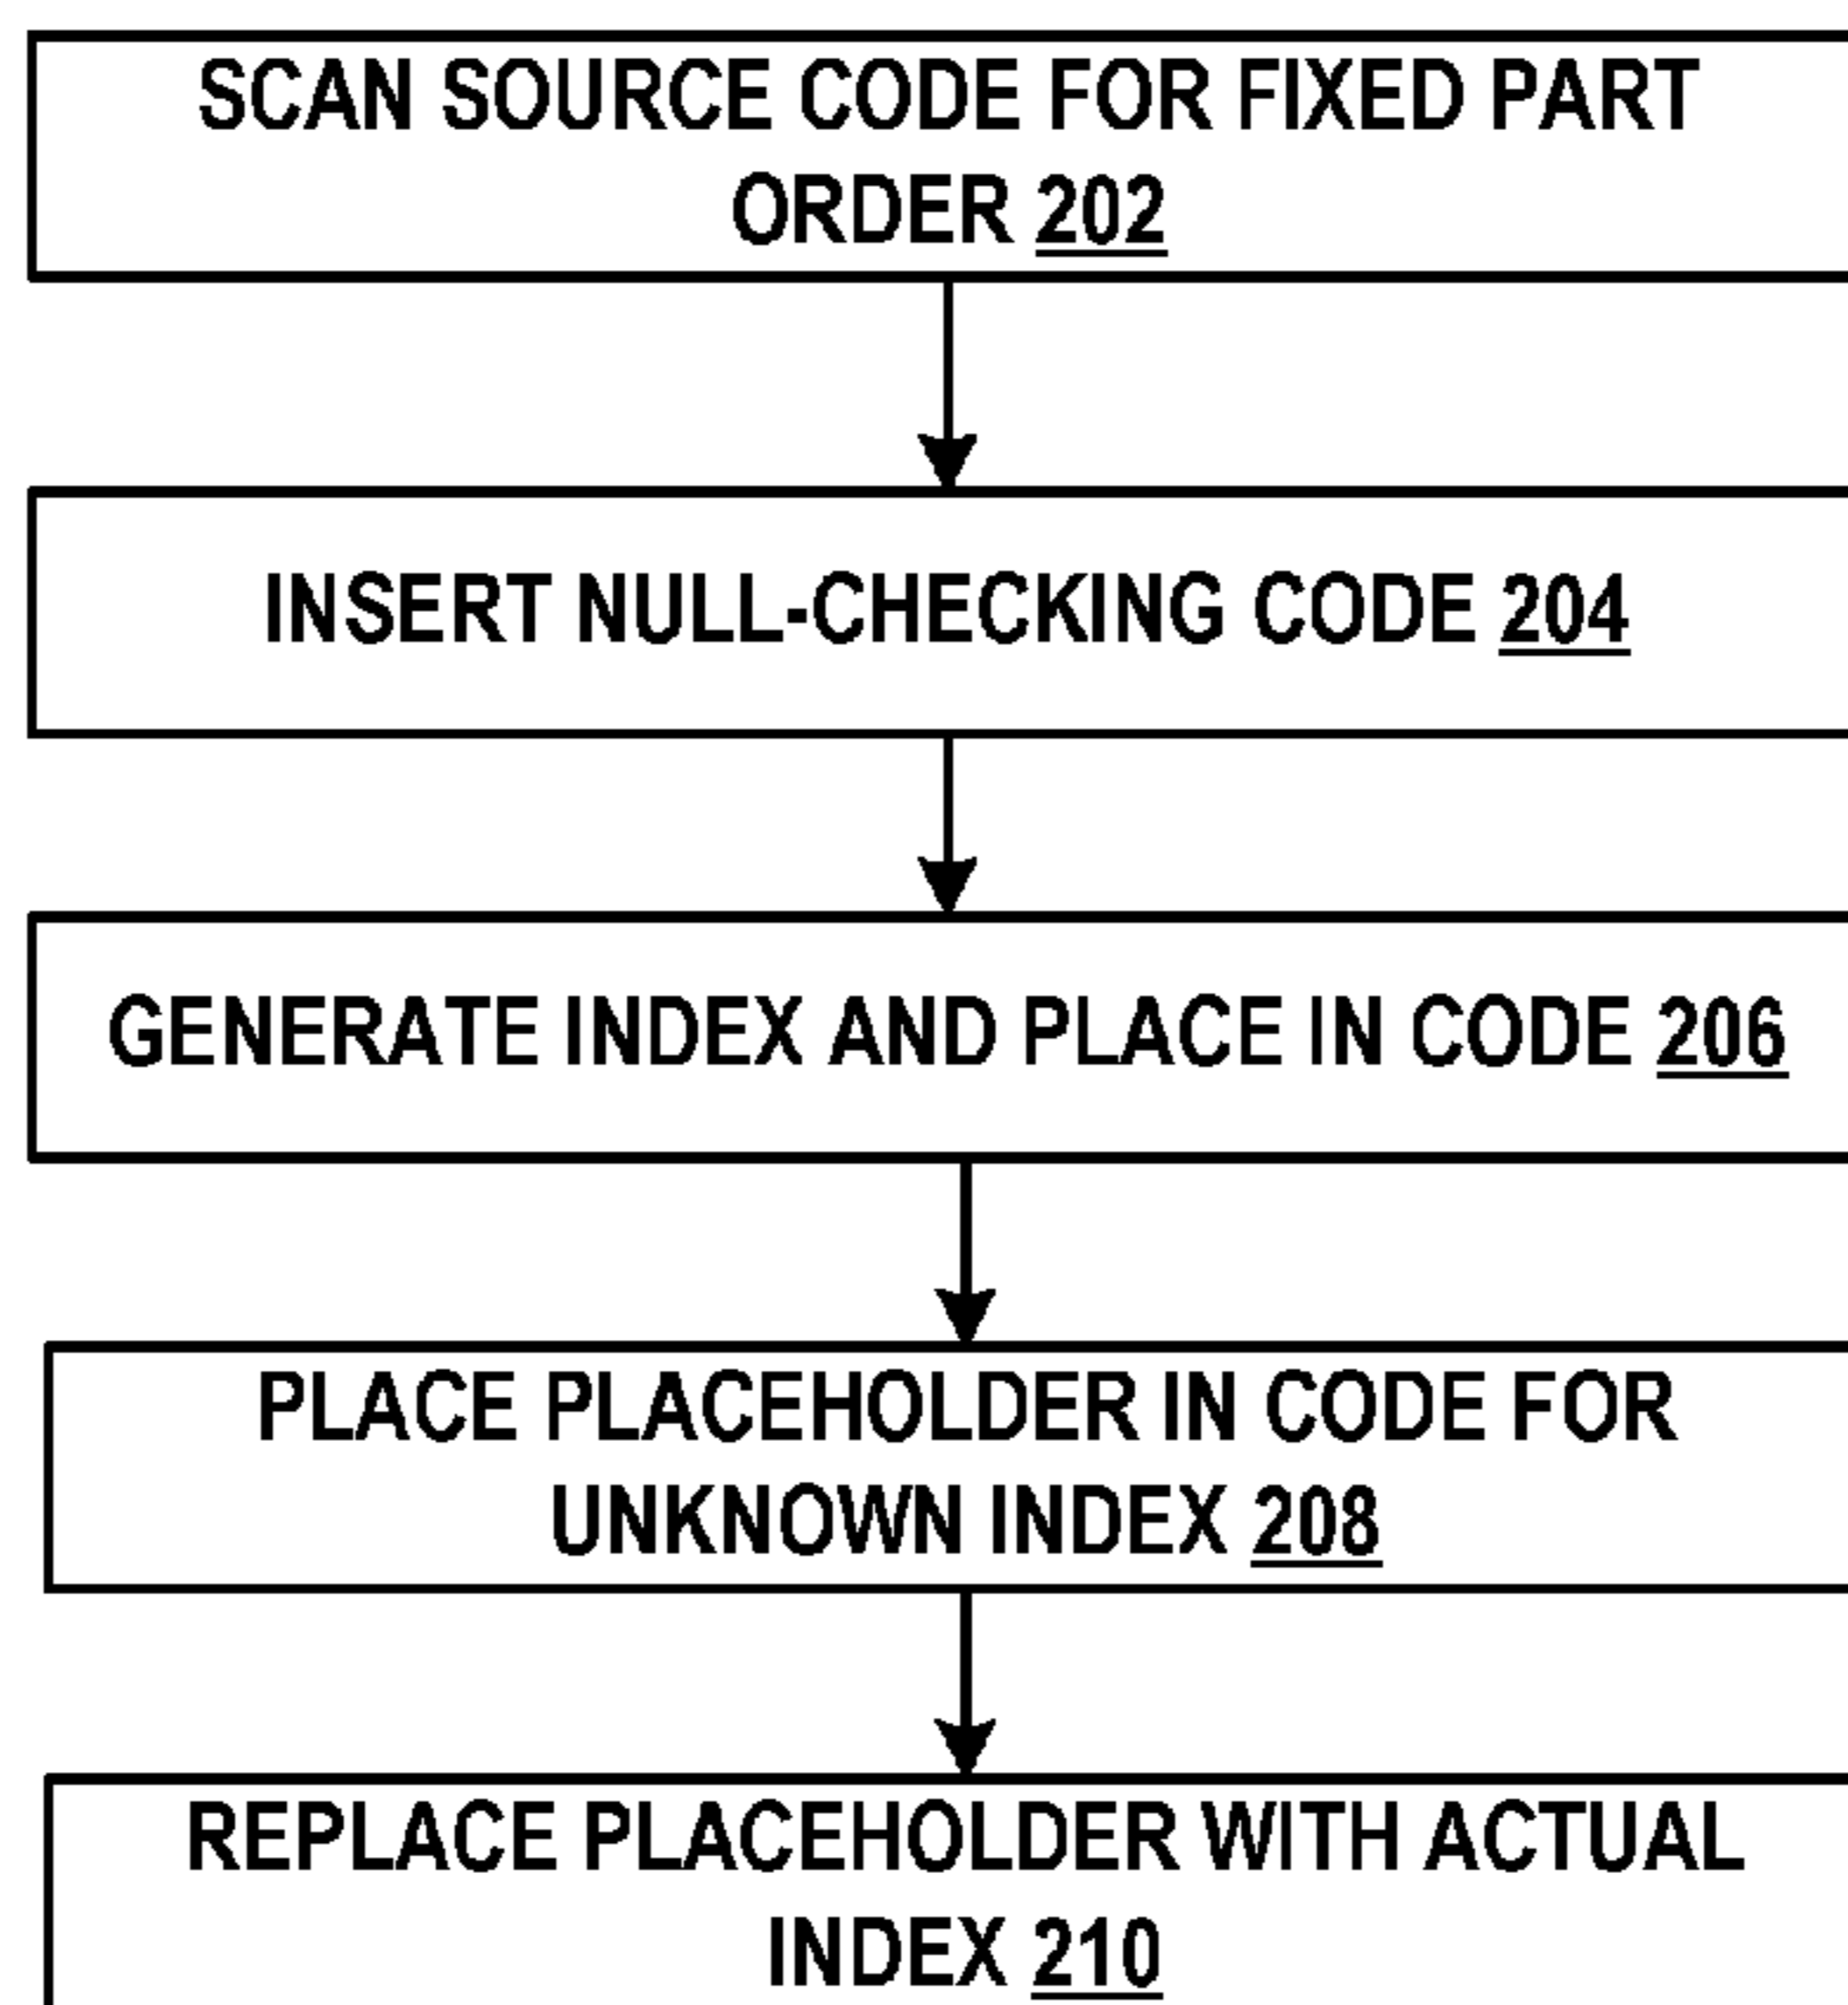 SCAN SOURCE CODE FOR FIXED PART
ORDER 202
INSERT NULL-CHECKING CODE 204
GENERATE INDEX AND PLACE IN CODE 206
PLACE PLACEHOLDER IN CODE FOR
UNKNOWN INDEX 208
REPLACE PLACEHOLDER WITH ACTUAL
INDEX 210